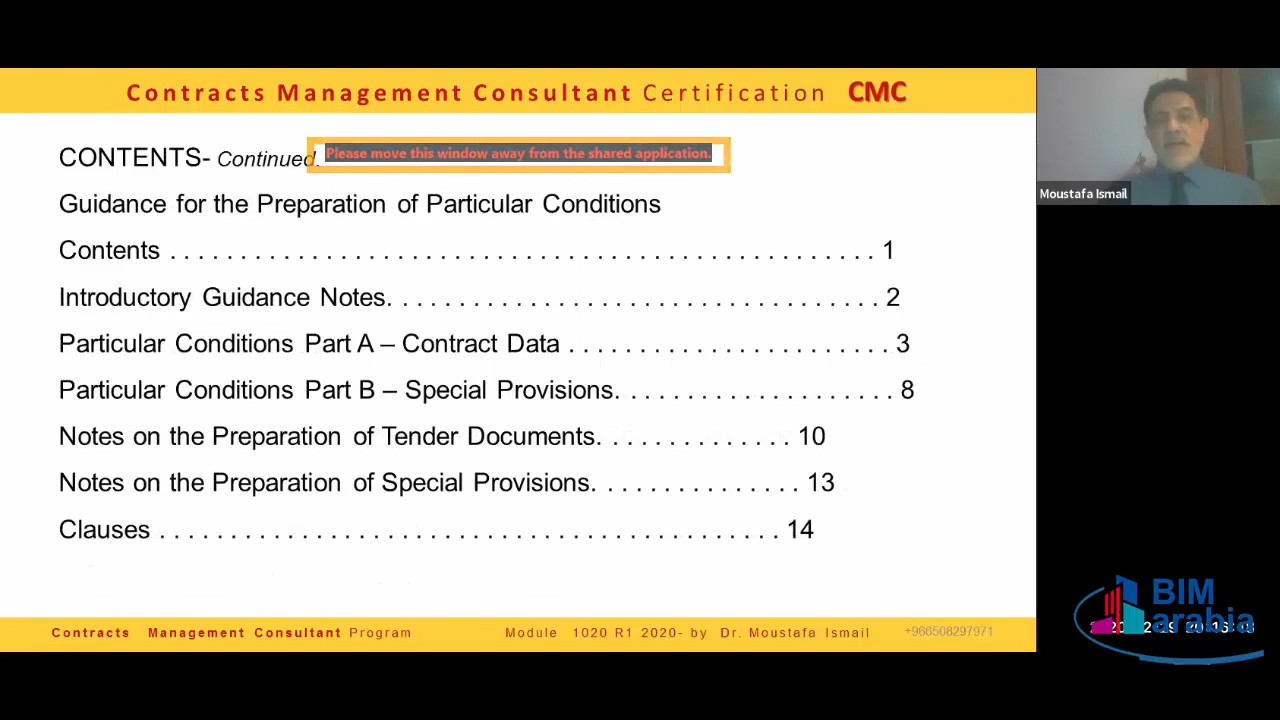 Contracts Management Consultant Certification CMC
CONTENTS- Continued.
Please move this window away from the shared application.
Guidance for the Preparation of Particular Conditions
Contents . . . . . . . . . . . . . . . . . . . . . . . . . . . . . . . . . . . . . . . . . . . . . . . . . . 1
Introductory Guidance Notes. . . . . . . . . . . . . . . . . . . . . . . . . . . . . . . . . . . 2
Particular Conditions Part A – Contract Data . . . . . . . . . . . . . . . . . . . . . . . 3
Particular Conditions Part B – Special Provisions. . . . . . . . . . . . . . . . . . . . 8
Notes on the Preparation of Tender Documents. . . . . . . . . . . . . . 10
Notes on the Preparation of Special Provisions. . . . . . . . . . . . . . . 13
Clauses . . . . . . . . . . . . . . . . . . . . . . . . . . . . . . . . . . . . . . . . . . . . 14
Contracts Management Consultant Program
Module 1020 R1 2020- by Dr. Moustafa Ismail
+966508297971
Moustafa Ismail
BIM
arabia